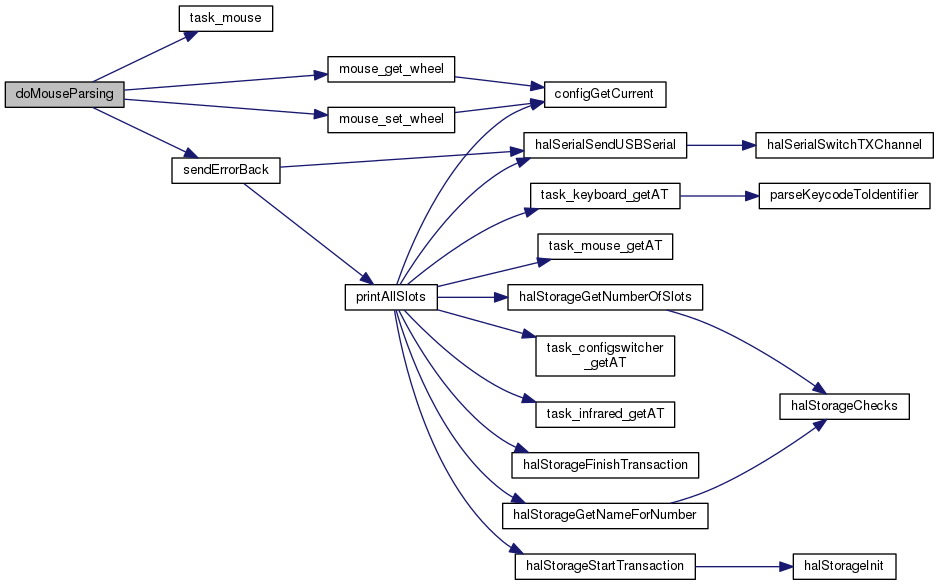 task_mouse
mouse_get_wheel
doMouseParsing
configGetCurrent
mouse_set_wheel
halSerialSendUSBSerial
halSerialSwitchTXChannel
sendErrorBack
task_keyboard_getAT
parseKeycodeToIdentifier
task_mouse_getAT
printAllSlots
halStorageGetNumberOfSlots
task_configswitcher
_getAT
halStorageChecks
task_infrared_getAT
halStorageFinishTransaction
halStorageGetNameForNumber
halStorageStartTransaction
halStorageInit